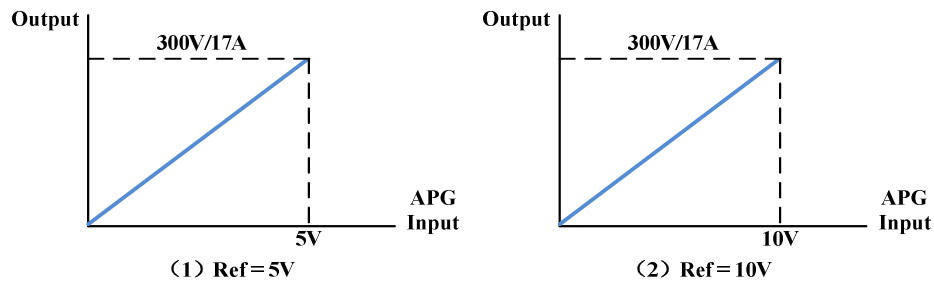 Output
300V/17A
APG
Input
5V
（1）Ref＝5V
Output
300V/17A
APG
Input
10V
（2）Ref＝10V